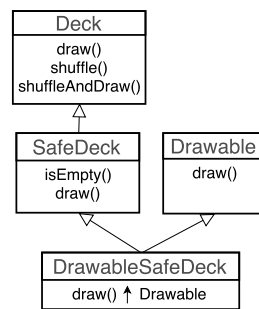 Deck
draw()
shuffle()
shuffleAndDraw()
SafeDeck
isEmpty()
draw()
Drawable
draw()
DrawableSafeDeck
draw() ↑ Drawable